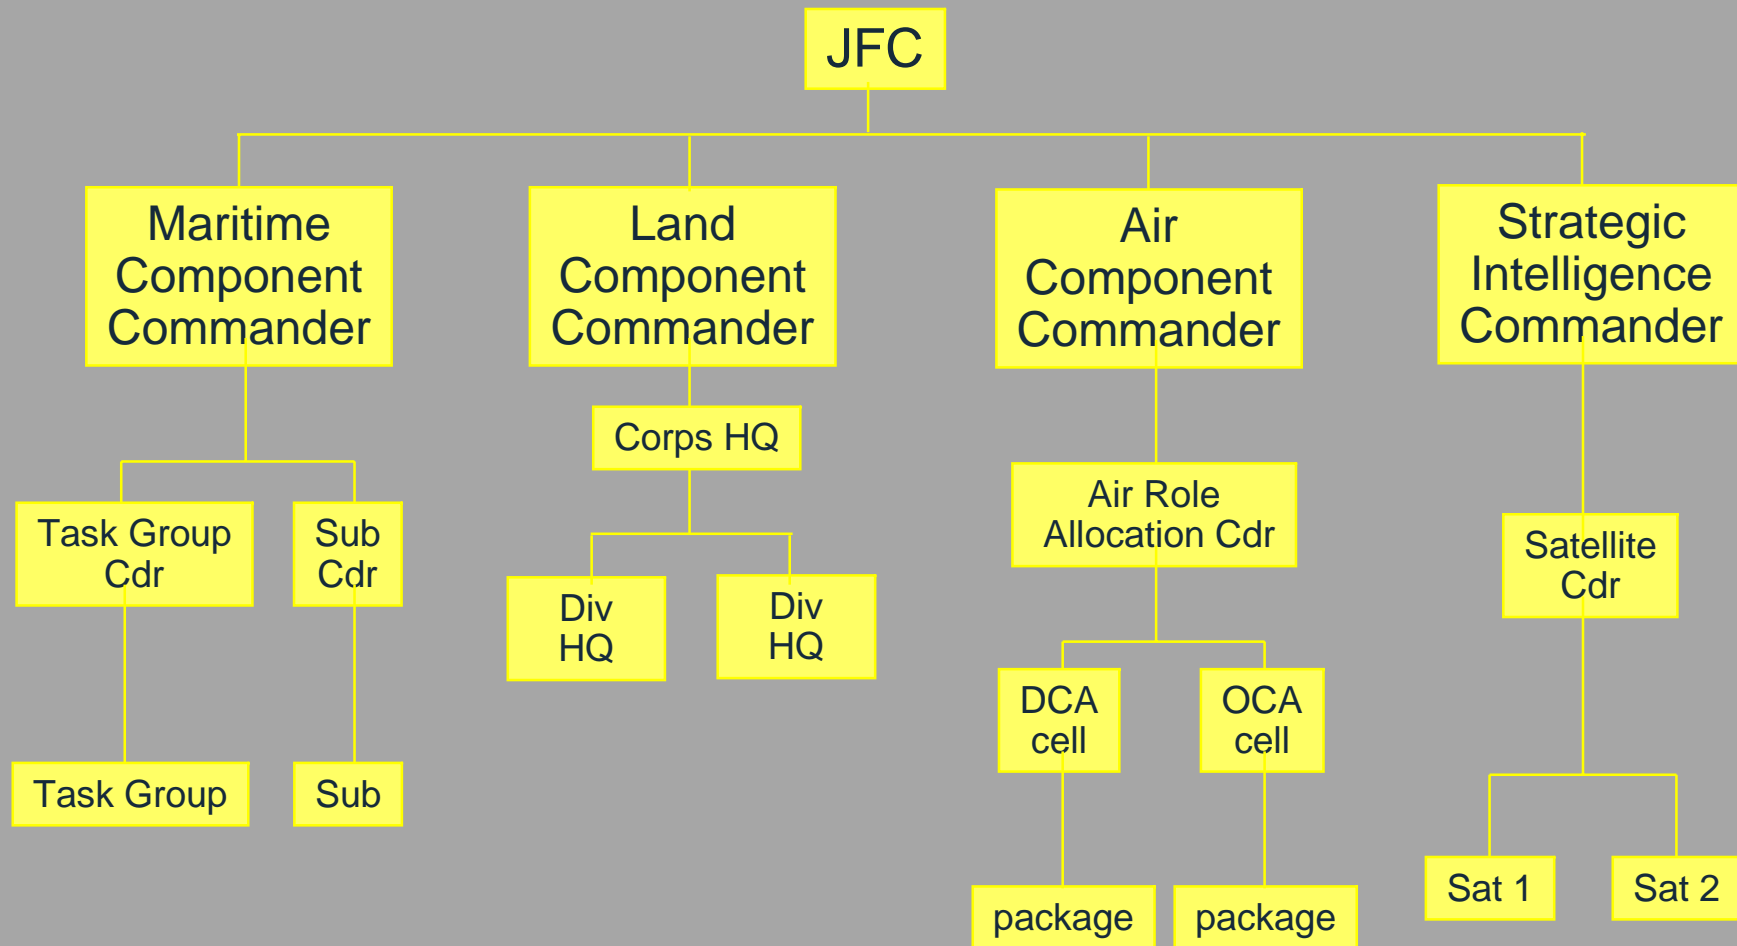 JFC
Maritime
Component
Commander
Land
Component
Commander
Air
Component
Commander
Strategic
Intelligence
Commander
Corps HQ
Air Role
Allocation Cdr
Task Group
Cdr
Sub
Cdr
Satellite
Cdr
Div
HQ
Div
HQ
DCA
cell
OCA
cell
Task Group
Sub
Sat 1
Sat 2
package
package